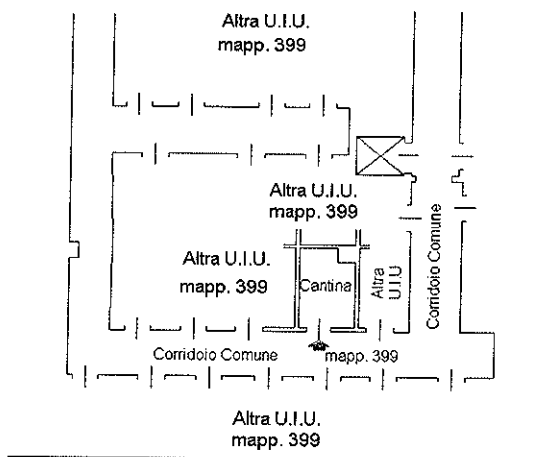 Altra U.I.U.
mapp. 399
Altra U.I.U.
mapp. 399
Altra U.I.U.
mapp. 399
Cantina
Altra
U.I.U
Corridoio Comune
Corridoio Comune
mapp. 399
Altra U.I.U.
mapp. 399